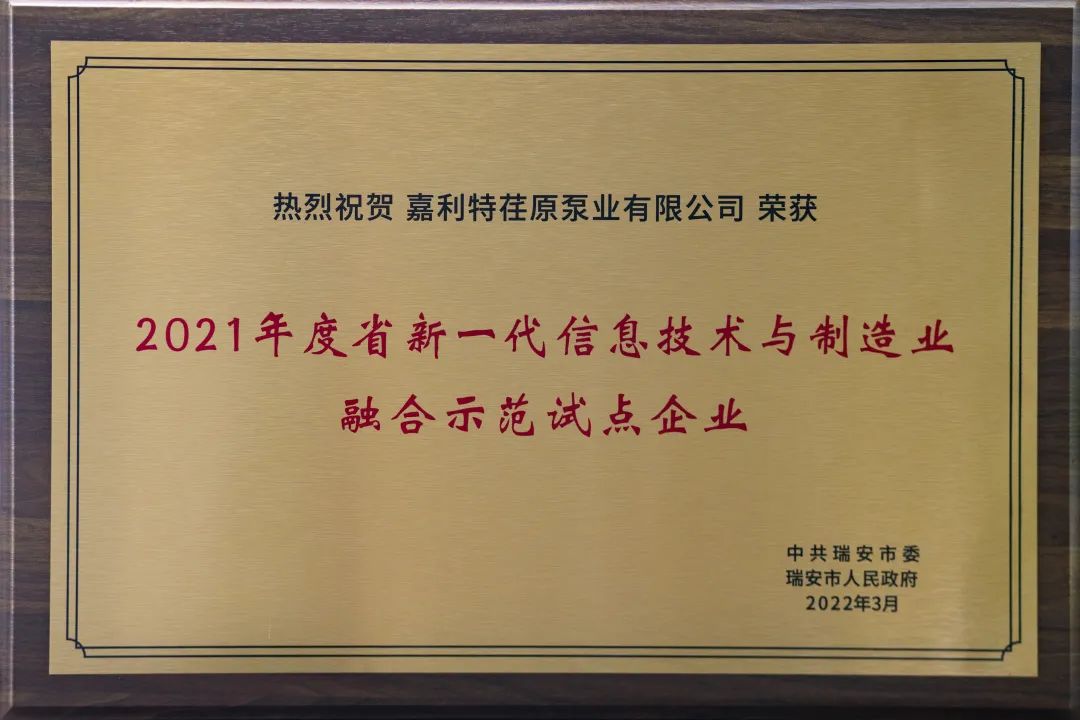 热烈祝贺 嘉利特荏原泵业有限公司 荣获
2021年度省新一代信息技术与制造业
融合示范试点企业
中共瑞安市委
瑞安市人民政府
2022年3月